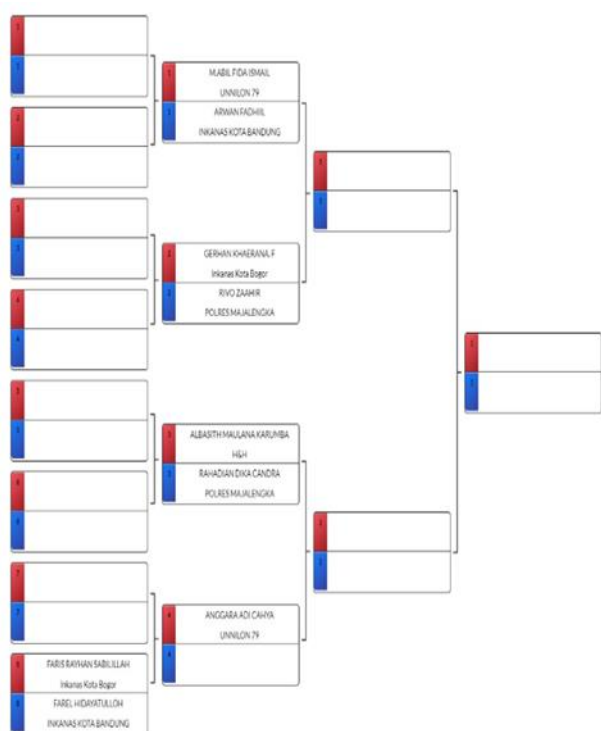 M.ABIL FIDA ISMAIL
UNNILON 79
ARWAN FADHIIL
INKANAS KOTA BANDUNG
GERHAN KHAERANA. F
Inkanas Kota Bogor
RIVO ZAAHIR
POLRES MAJALENGKA
ALBASITH MAULANA KARUMBA
H&H
RAHADIAN DIKA CANDRA
POLRES MAJALENGKA
ANGGARA ADI CAHYA
UNNILON 79
FARIS RAYHAN SABILILLAH
Inkanas Kota Bogor
FAREL HIDAYATULLOH
INKANAS KOTA BANDUNG